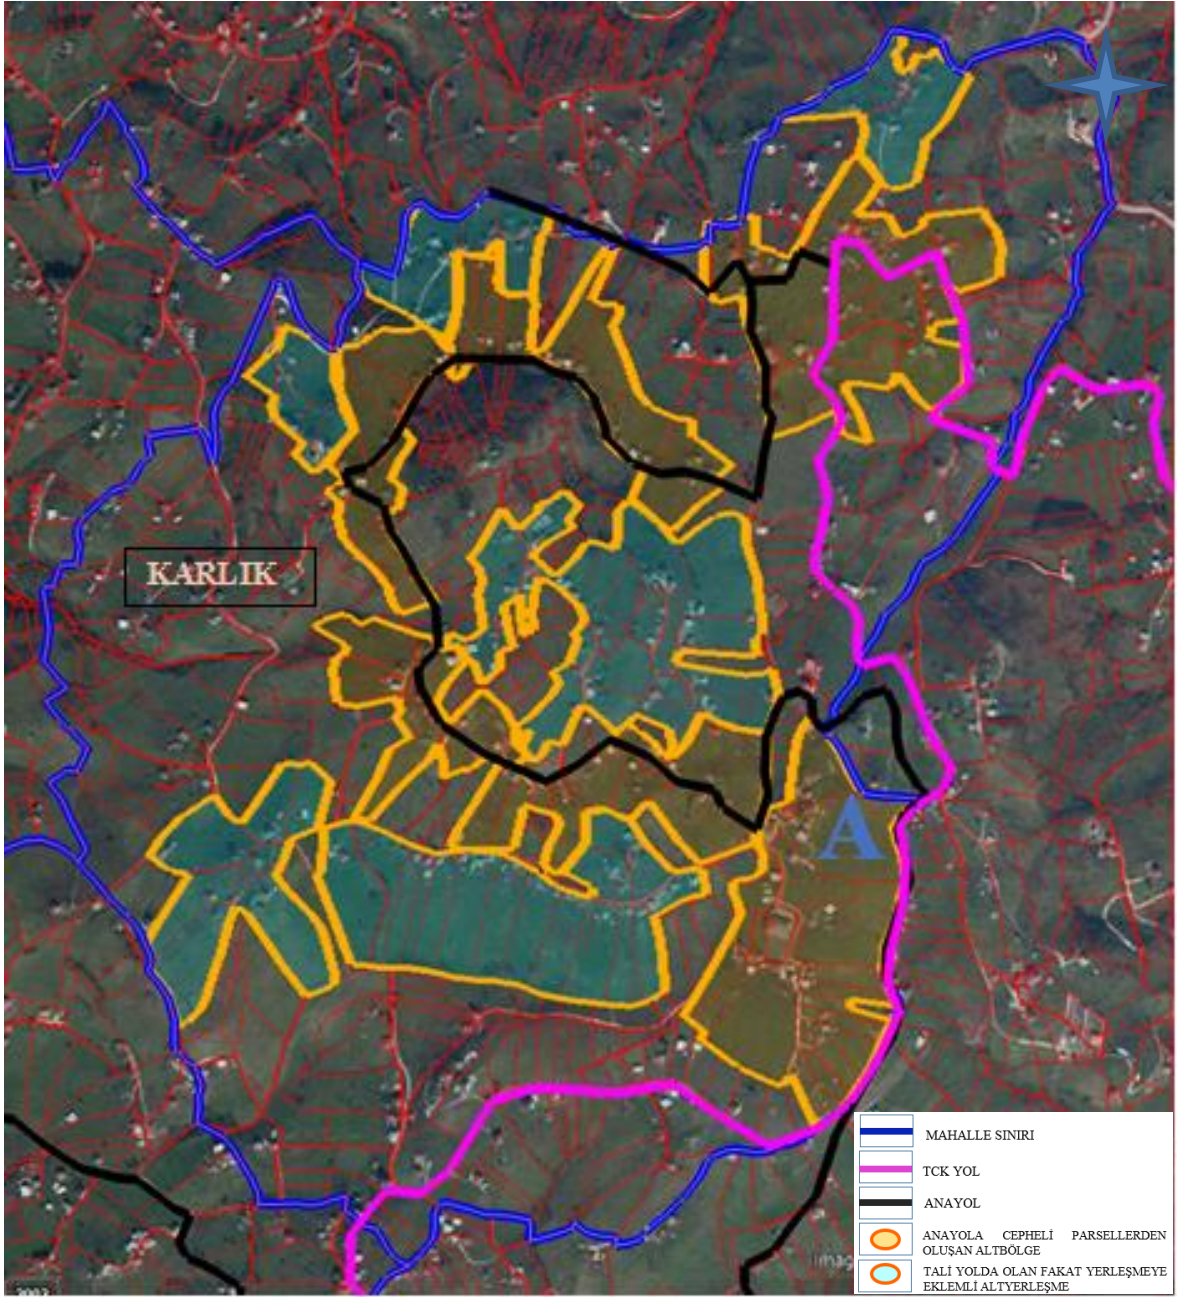 KARLIK
A
MAHALLE SINIRI
TCK YOL
ANAYOL
ANAYOLA CEPHELİ PARSELLERDEN
OLUŞAN ALTBÖLGE
TALİ YOLDA OLAN FAKAT YERLEŞMEYE
EKLEMLİ ALTYERLEŞME